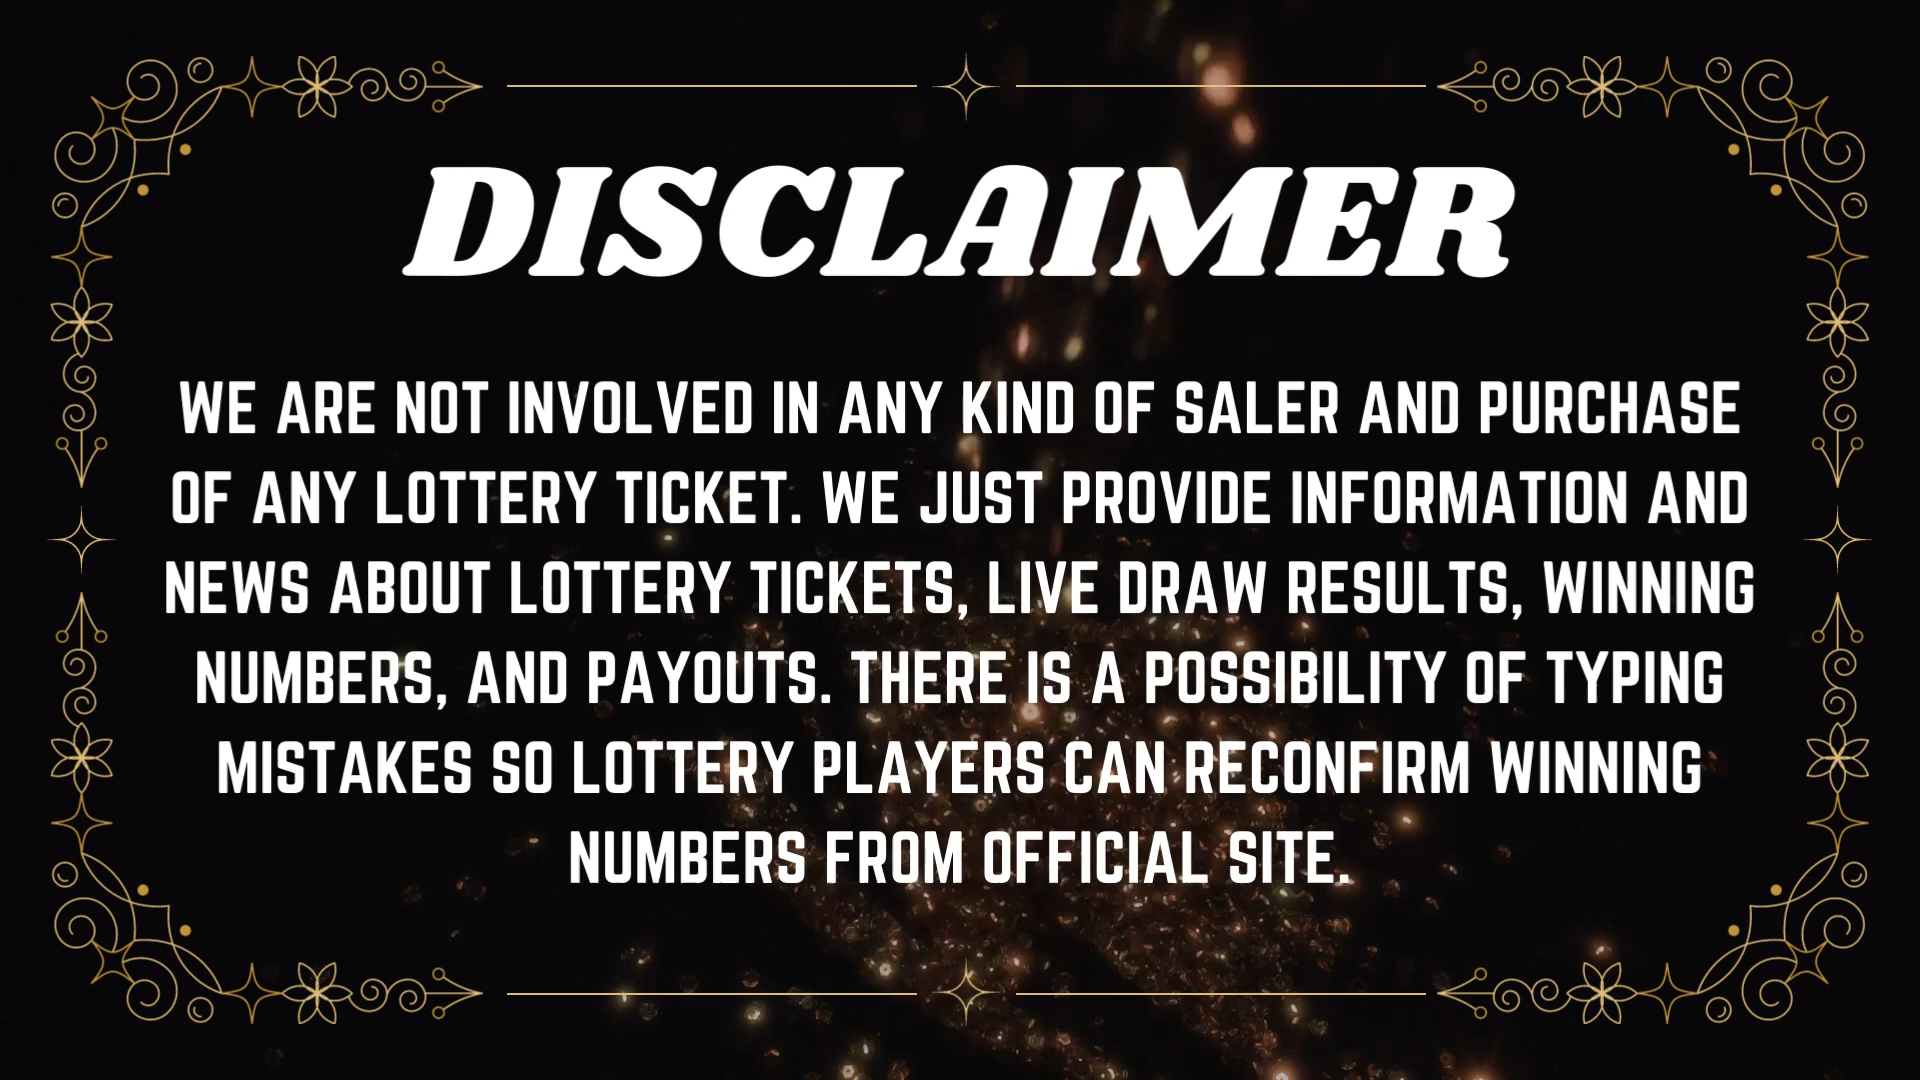 DISCLAIMER
WE ARE NOT INVOLVED IN ANY KIND OF SALER AND PURCHASE
OF ANY LOTTERY TICKET. WE JUST PROVIDE INFORMATION AND
NEWS ABOUT LOTTERY TICKETS, LIVE DRAW RESULTS, WINNING
NUMBERS, AND PAYOUTS. THERE IS A POSSIBILITY OF TYPING
MISTAKES SO LOTTERY PLAYERS CAN RECONFIRM WINNING
NUMBERS FROM OFFICIAL SITE.